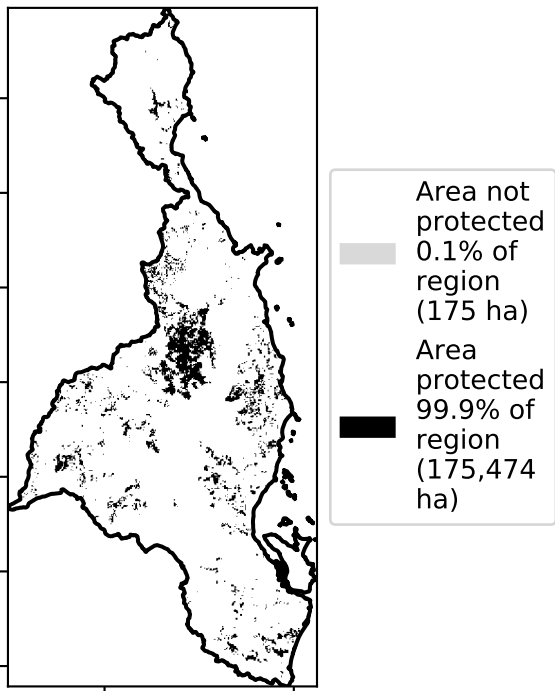 Area not
protected
0.1% of
region
(175 ha)
Area
protected
99.9% of
region
(175,474
ha)